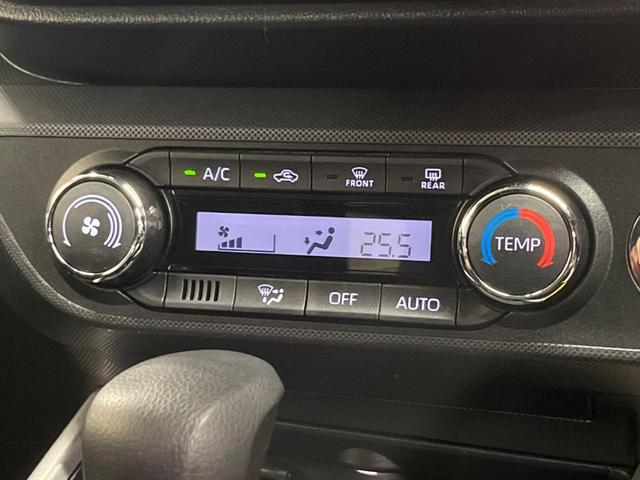 A/C FRONT REAR
25.5 TEMP
OFF AUTO